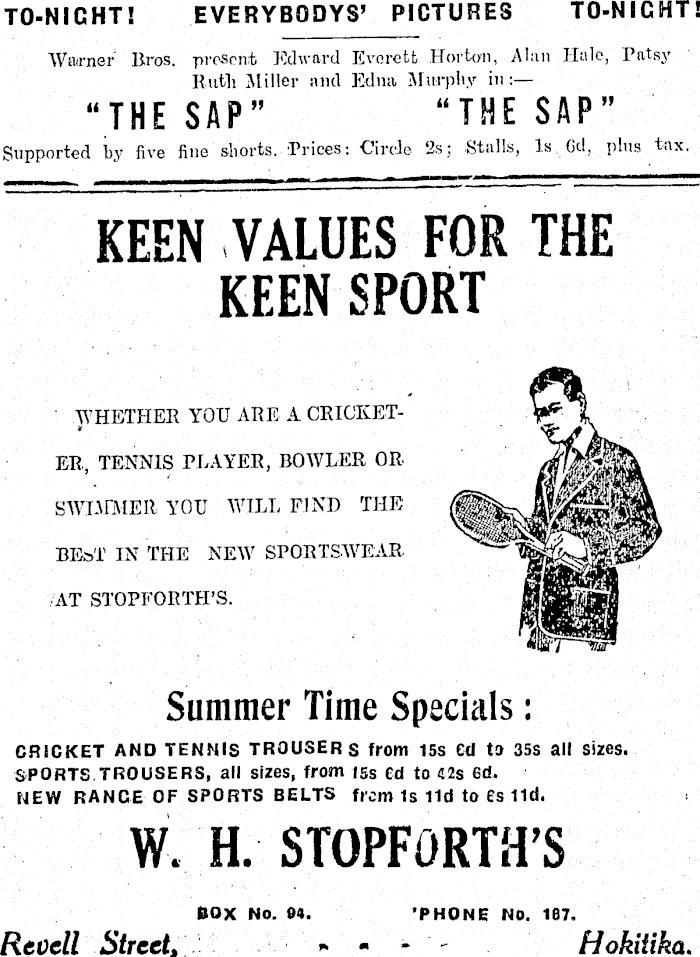 TO-NIGHT! EVERYBODYS' PICTURES TO-NIGHT!
Warner Bros. present Edward Everett Horton, Alan Hale, Patsy
Ruth Miller and Edna Murphy in:—
"THE SAP" "THE SAP"
Supported by five fine shorts. Prices: Circle 2s; Stalls, 1s 6d, plus tax.
KEEN VALUES FOR THE
KEEN SPORT
WHETHER YOU ARE A CRICKET-
ER, TENNIS PLAYER, BOWLER OR
SWIMMER YOU WILL FIND THE
BEST IN THE NEW SPORTSWEAR
AT STOPFORTH'S.
Summer Time Specials:
CRICKET AND TENNIS TROUSERS from 15s 6d to 35s all sizes.
SPORTS TROUSERS, all sizes, from 15s 6d to 42s 6d.
NEW RANGE OF SPORTS BELTS from 1s 11d to 6s 11d.
W. H. STOPFORTH'S
BOX No. 94. 'PHONE No. 167.
Revell Street, - - - - Hokitika.